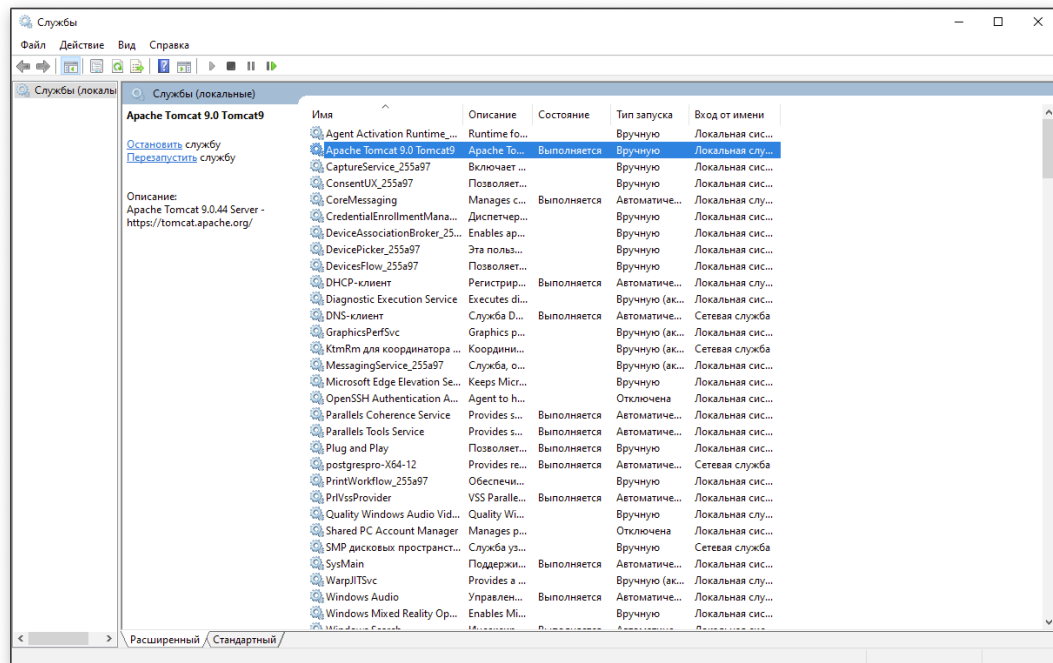 Службы
Файл Действие Вид Справка
Службы (локалы
Службы (локальные)
Apache Tomcat 9.0 Tomcat9
Остановить службу
Перезапустить службу
Описание:
Apache Tomcat 9.0.44 Server -
https://tomcat.apache.org/
Имя Описание Состояние Тип запуска Вход от имени
Agent Activation Runtime_... Runtime fo... Вручную Локальная сис...
Apache Tomcat 9.0 Tomcat9 Apache To... Выполняется Вручную Локальная слу...
CaptureService_255a97 Включает ... Вручную Локальная сис...
ConsentUX_255a97 Позволяет... Вручную Локальная сис...
CoreMessaging Manages c... Выполняется Автоматиче... Локальная слу...
CredentialEnrollmentMana... Диспетчер... Вручную Локальная сис...
DeviceAssociationBroker_25... Enables ap... Вручную Локальная сис...
DevicePicker_255a97 Эта польз... Вручную Локальная сис...
DevicesFlow_255a97 Позволяет... Вручную Локальная сис...
DHCP-клиент Регистрир... Выполняется Автоматиче... Локальная слу...
Diagnostic Execution Service Executes di... Вручную (ак... Локальная сис...
DNS-клиент Служба D... Выполняется Автоматиче... Сетевая служба
GraphicsPerfSvc Graphics p... Вручную (ак... Локальная сис...
KtmRm для координатора ... Координи... Вручную (ак... Сетевая служба
MessagingService_255a97 Служба, о... Вручную (ак... Локальная сис...
Microsoft Edge Elevation Se... Keeps Micr... Вручную Локальная сис...
OpenSSH Authentication A... Agent to h... Отключена Локальная сис...
Parallels Coherence Service Provides s... Выполняется Автоматиче... Локальная сис...
Parallels Tools Service Provides s... Выполняется Автоматиче... Локальная сис...
Plug and Play Позволяет... Выполняется Вручную Локальная сис...
postgrespro-X64-12 Provides re... Выполняется Автоматиче... Сетевая служба
PrintWorkflow_255a97 Обеспечи... Вручную Локальная сис...
PrlVssProvider VSS Paralle... Выполняется Автоматиче... Локальная сис...
Quality Windows Audio Vid... Quality Wi... Вручную Локальная слу...
Shared PC Account Manager Manages p... Отключена Локальная сис...
SMP дисковых пространст... Служба уз... Вручную Сетевая служба
SysMain Поддержи... Выполняется Автоматиче... Локальная сис...
WarpJITSvc Provides a ... Вручную (ак... Локальная слу...
Windows Audio Управлен... Выполняется Автоматиче... Локальная слу...
Windows Mixed Reality Op... Enables Mi... Вручную Локальная сис...
Windows Search
Расширенный Стандартный